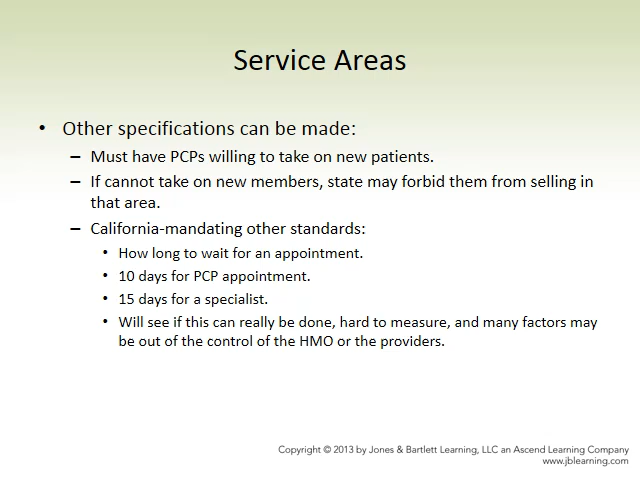 Service Areas
• Other specifications can be made:
– Must have PCPs willing to take on new patients.
– If cannot take on new members, state may forbid them from selling in
that area.
– California-mandating other standards:
• How long to wait for an appointment.
• 10 days for PCP appointment.
• 15 days for a specialist.
• Will see if this can really be done, hard to measure, and many factors may
be out of the control of the HMO or the providers.
Copyright © 2013 by Jones & Bartlett Learning, LLC an Ascend Learning Company
www.jblearning.com